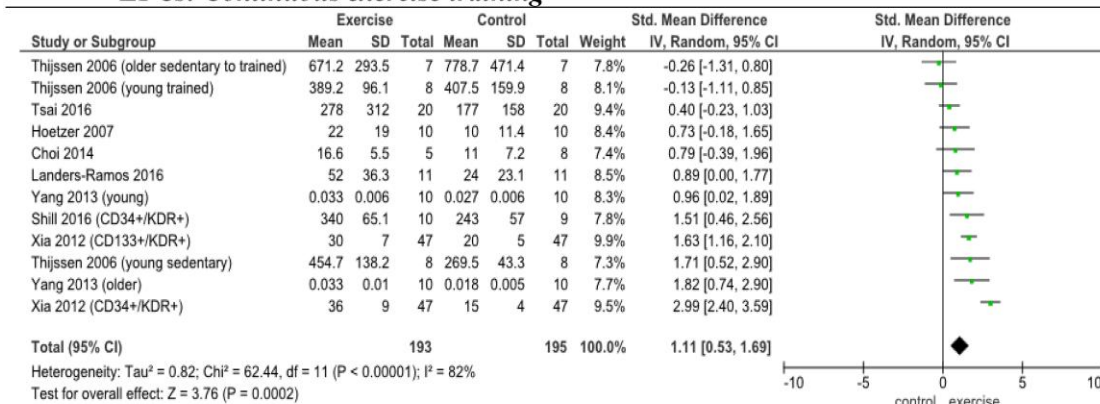 EPCs: Continuous exercise training
Exercise Control Std. Mean Difference Std. Mean Difference
Study or Subgroup Mean SD Total Mean SD Total Weight IV, Random, 95% CI IV, Random, 95% CI
Thijssen 2006 (older sedentary to trained) 671.2 293.5 7 778.7 471.4 7 7.8% -0.26 [-1.31, 0.80]
Thijssen 2006 (young trained) 389.2 96.1 8 407.5 159.9 8 8.1% -0.13 [-1.11, 0.85]
Tsai 2016 278 312 20 177 158 20 9.4% 0.40 [-0.23, 1.03]
Hoetzer 2007 22 19 10 10 11.4 10 8.4% 0.73 [-0.18, 1.65]
Choi 2014 16.6 5.5 5 11 7.2 8 7.4% 0.79 [-0.39, 1.96]
Landers-Ramos 2016 52 36.3 11 24 23.1 11 8.5% 0.89 [0.00, 1.77]
Yang 2013 (young) 0.033 0.006 10 0.027 0.006 10 8.3% 0.96 [0.02, 1.89]
Shill 2016 (CD34+/KDR+) 340 65.1 10 243 57 9 7.8% 1.51 [0.46, 2.56]
Xia 2012 (CD133+/KDR+) 30 7 47 20 5 47 9.9% 1.63 [1.16, 2.10]
Thijssen 2006 (young sedentary) 454.7 138.2 8 269.5 43.3 8 7.3% 1.71 [0.52, 2.90]
Yang 2013 (older) 0.033 0.01 10 0.018 0.005 10 7.7% 1.82 [0.74, 2.90]
Xia 2012 (CD34+/KDR+) 36 9 47 15 4 47 9.5% 2.99 [2.40, 3.59]
Total (95% CI) 193 195 100.0% 1.11 [0.53, 1.69]
Heterogeneity: Tau² = 0.82; Chi² = 62.44, df = 11 (P < 0.00001); I² = 82%
Test for overall effect: Z = 3.76 (P = 0.0002)
-10 -5 0 5 10
control exercise